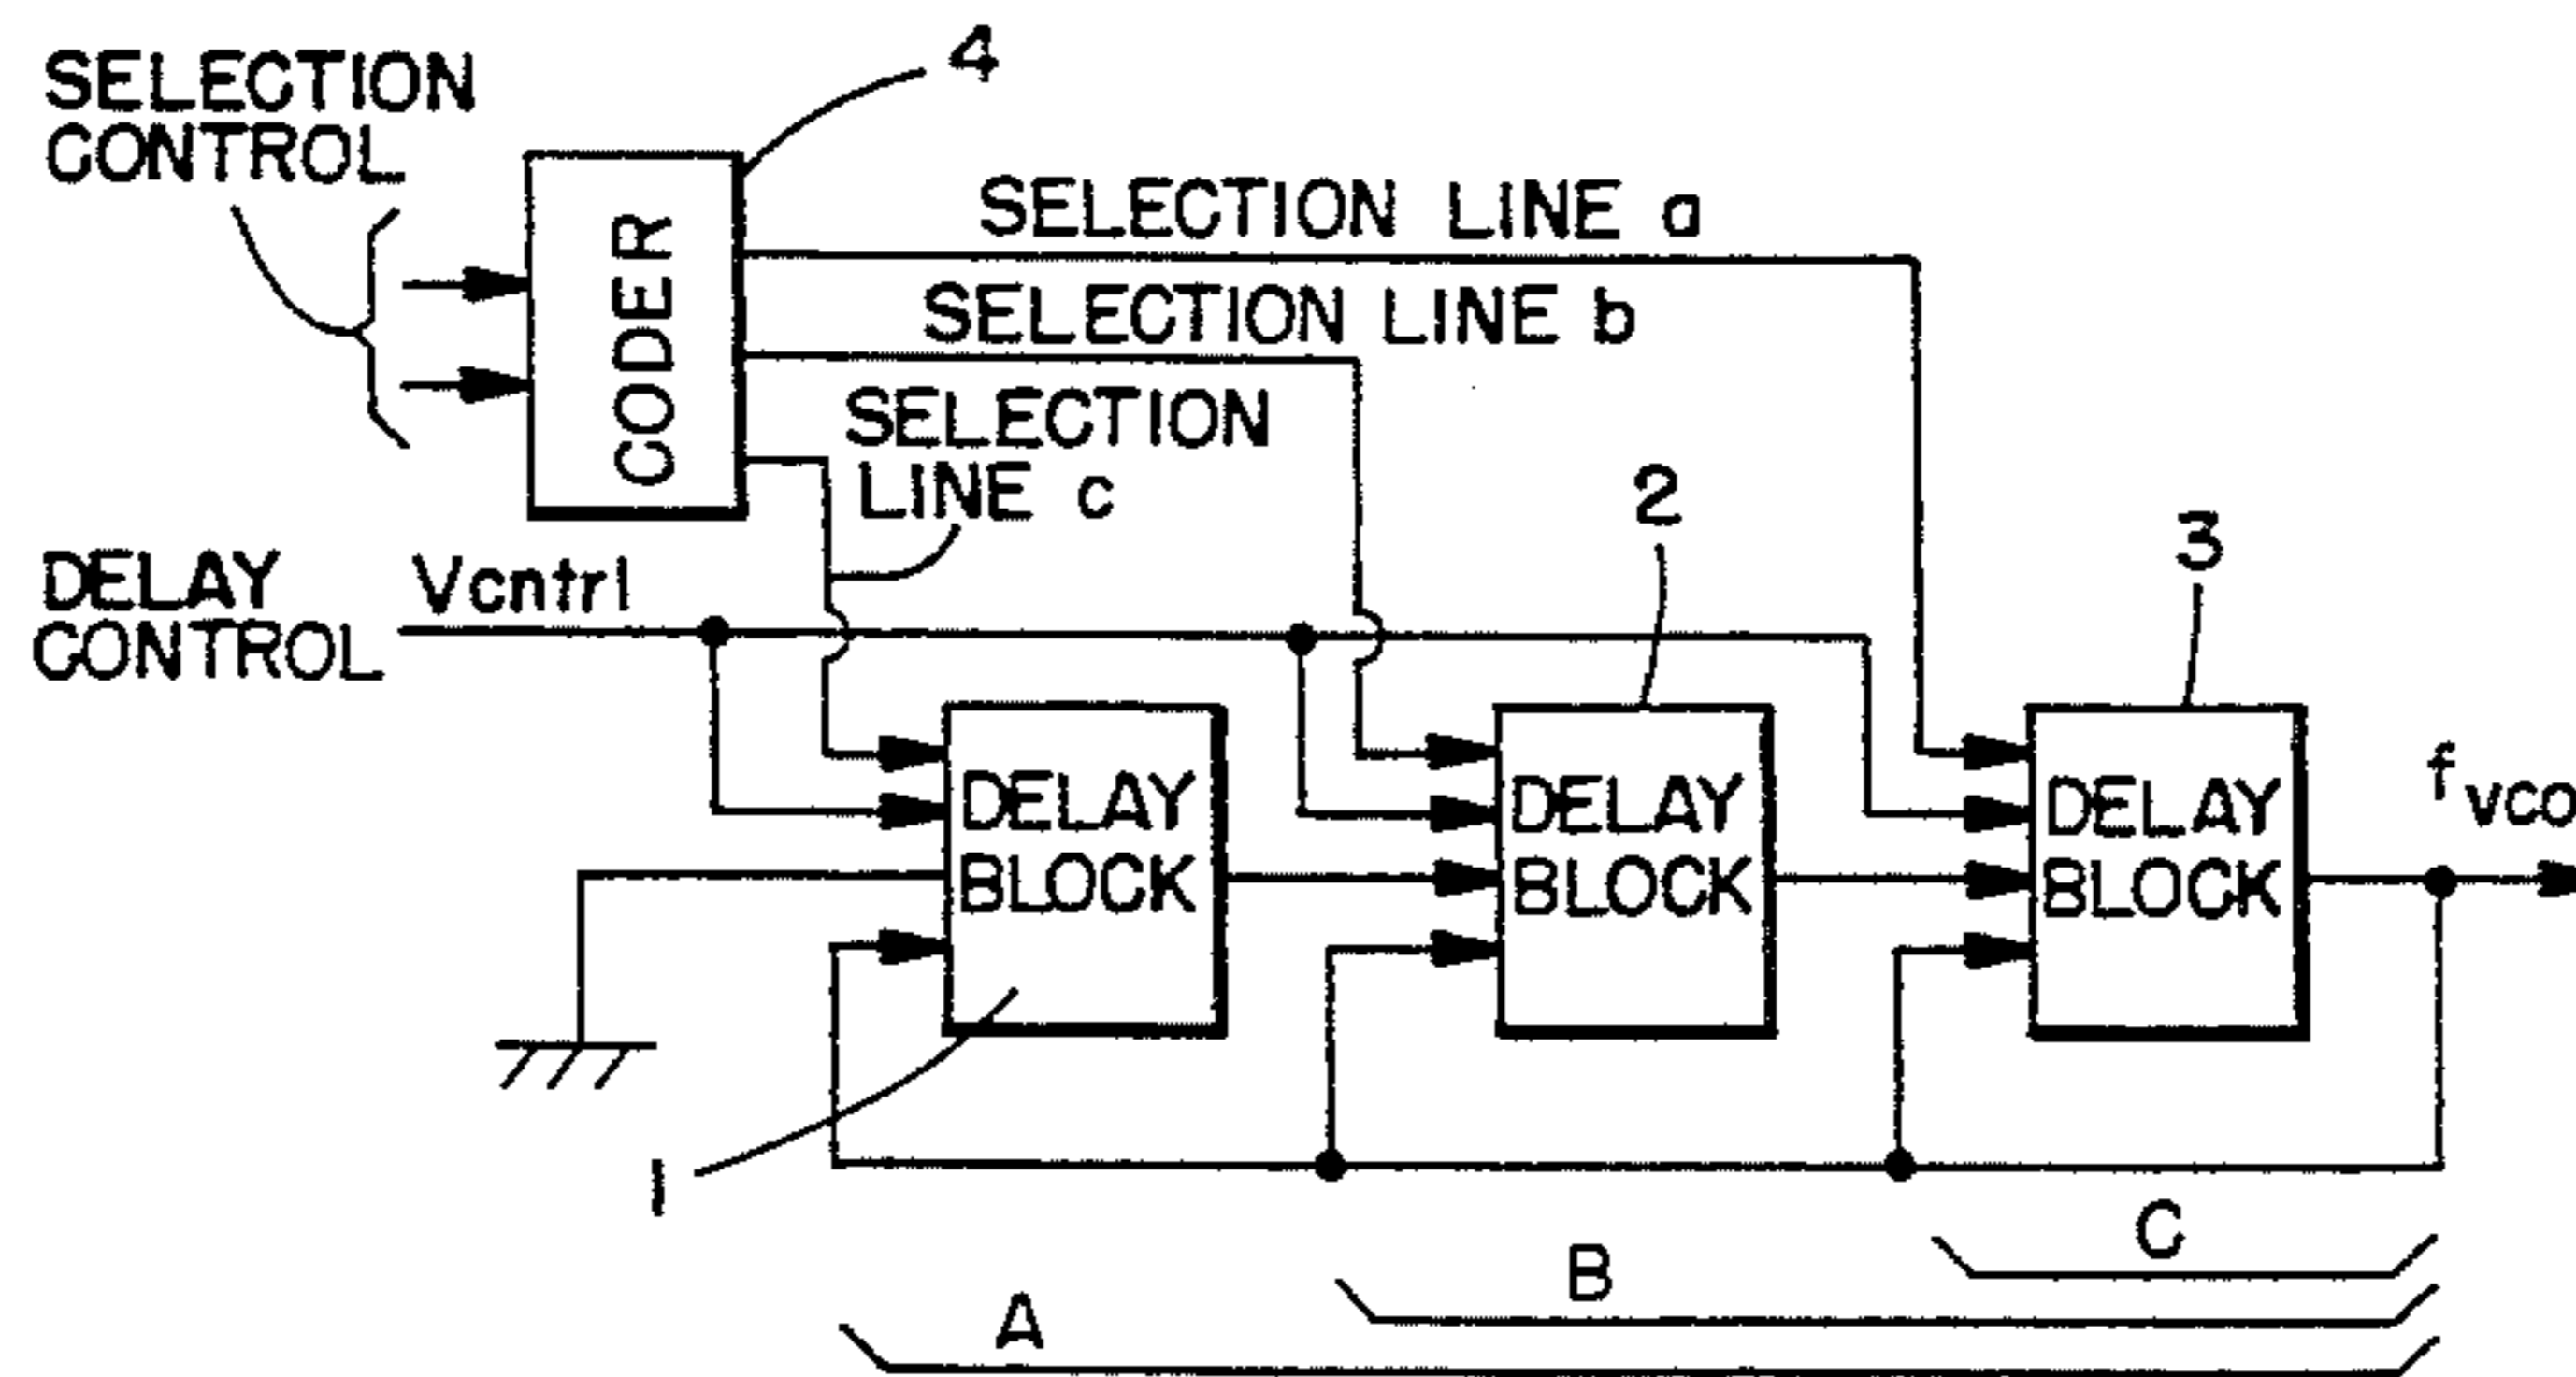 SELECTION
CONTROL
4
CODER
SELECTION LINE a
SELECTION LINE b
SELECTION
LINE c
DELAY
CONTROL
Vcntrl
2
3
DELAY
BLOCK
DELAY
BLOCK
DELAY
BLOCK
fvco
1
A
B
C